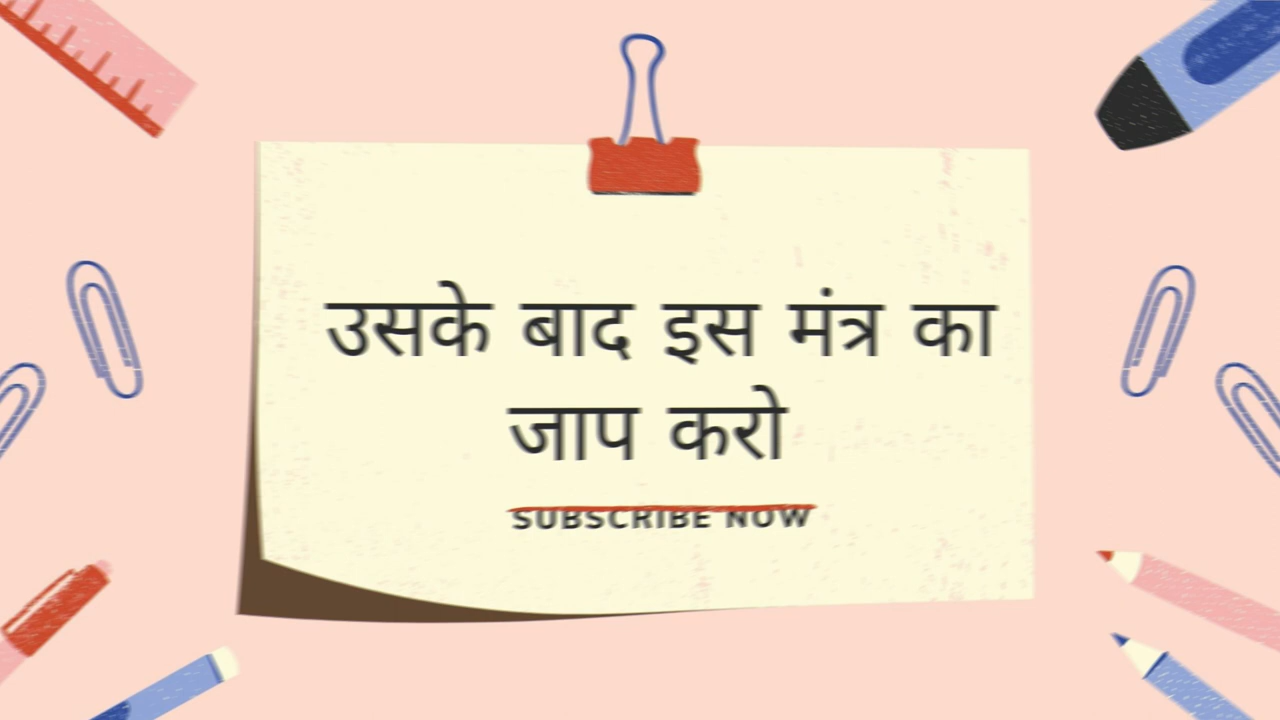 उसके बाद इस मंत्र का
जाप करो
SUBSCRIBE NOW